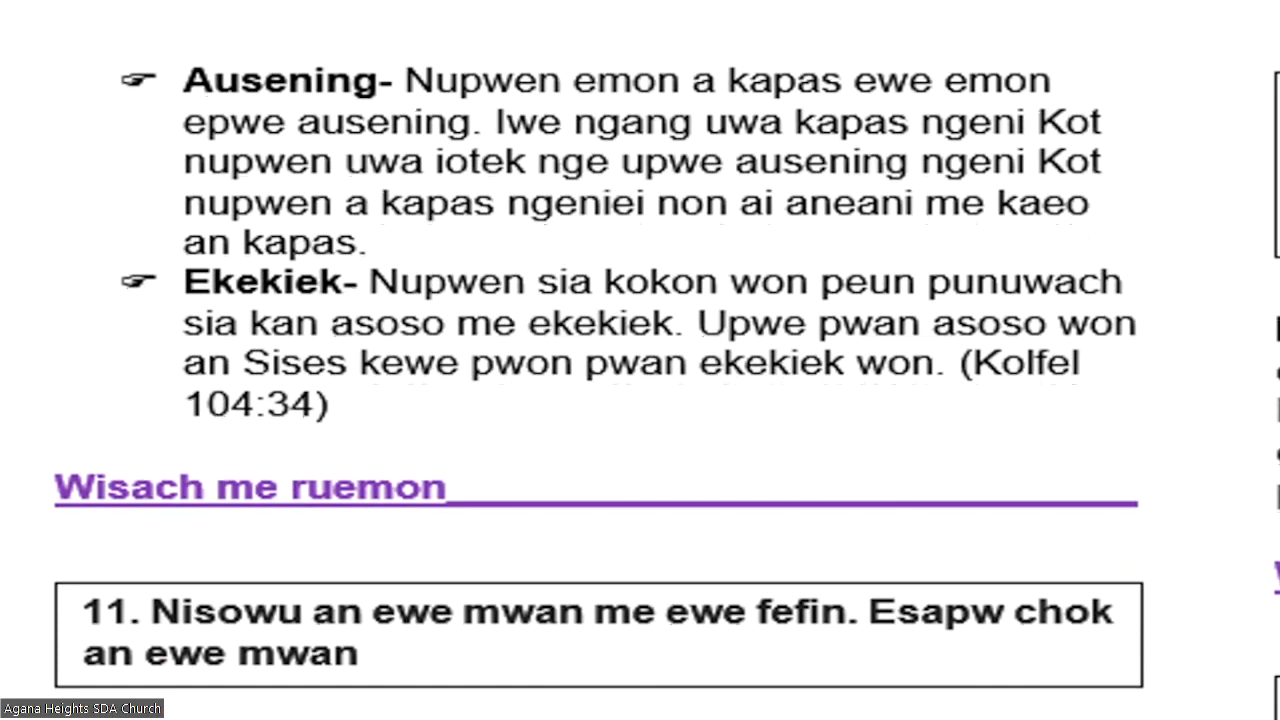 Ausening- Nupwen emon a kapas ewe emon
epwe ausening. Iwe ngang uwa kapas ngeni Kot
nupwen uwa iotek nge upwe ausening ngeni Kot
nupwen a kapas ngeniei non ai aneani me kaeo
an kapas.
Ekekiek- Nupwen sia kokon won peun punuwach
sia kan asoso me ekekiek. Upwe pwan asoso won
an Sises kewe pwon pwan ekekiek won. (Kolfel
104:34)
Wisach me ruemon
11. Nisowu an ewe mwan me ewe fefin. Esapw chok
an ewe mwan
Agana Heights SDA Church